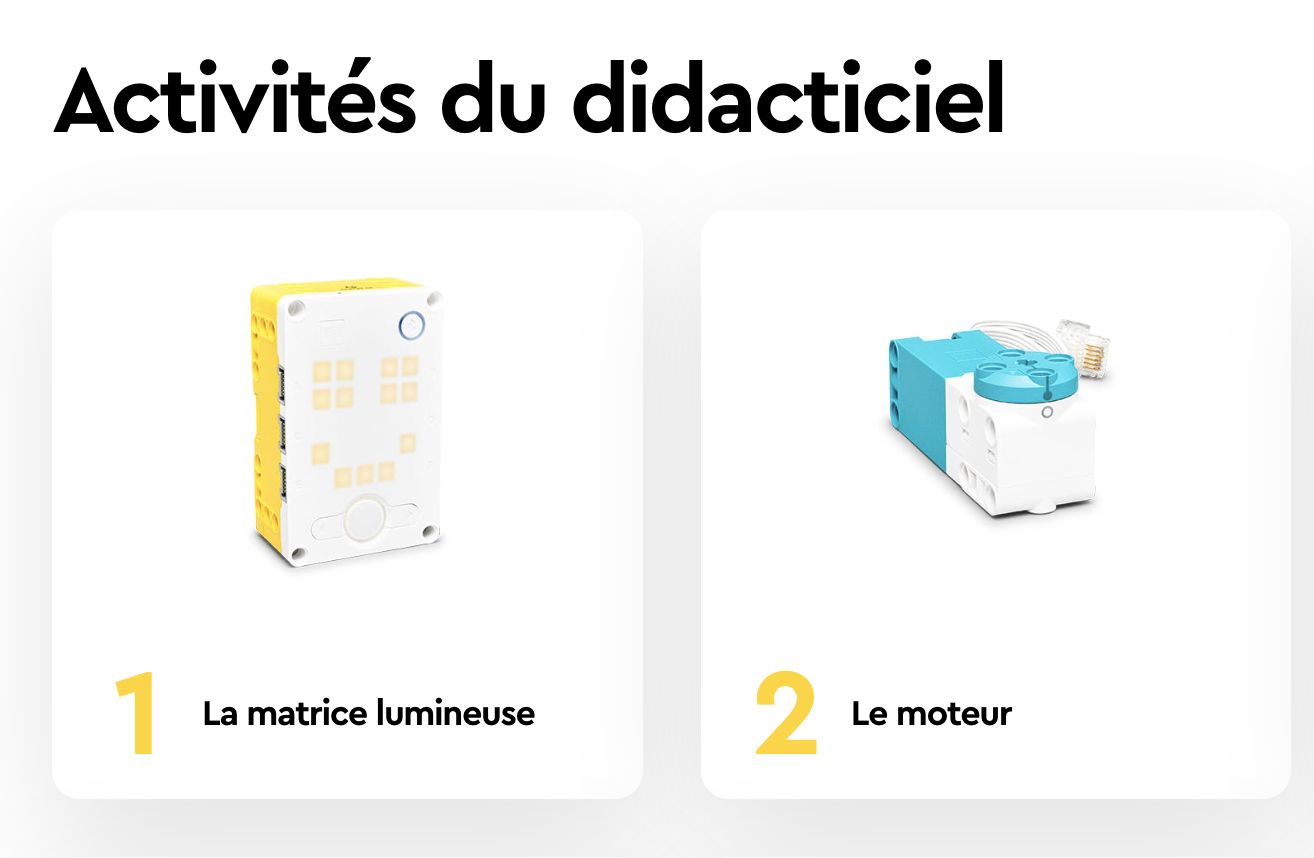 Activités du didacticiel
1 La matrice lumineuse
2 Le moteur